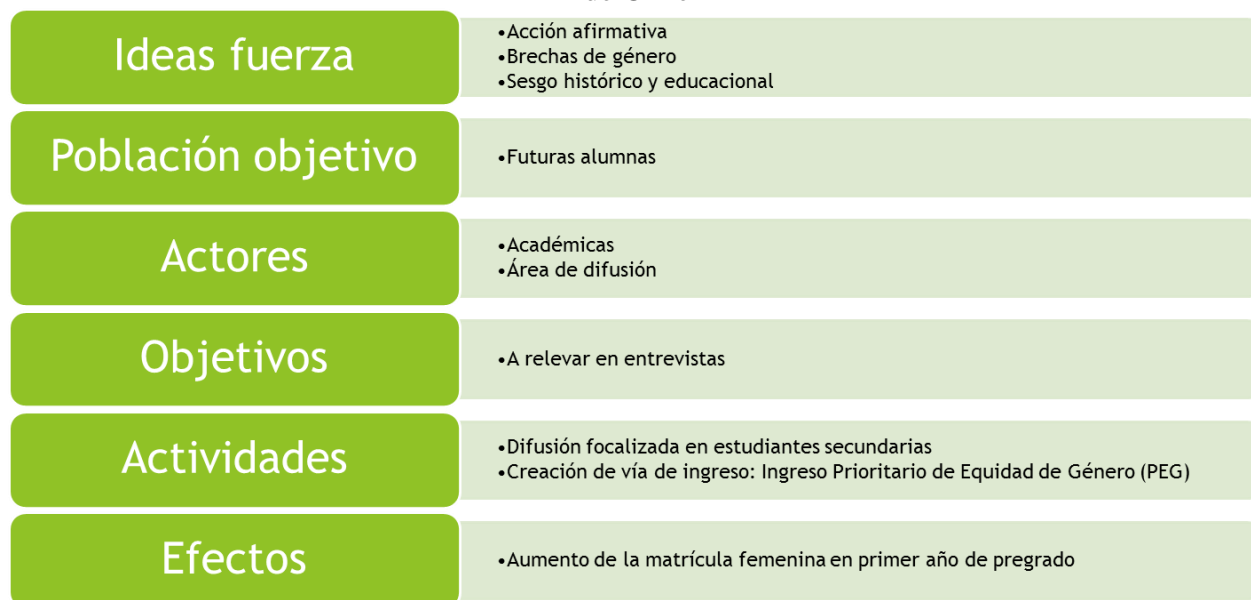 Ideas fuerza
•Acción afirmativa
•Brechas de género
•Sesgo histórico y educacional
Población objetivo
•Futuras alumnas
Actores
•Académicas
•Área de difusión
Objetivos
•A relevar en entrevistas
Actividades
•Difusión focalizada en estudiantes secundarias
•Creación de vía de ingreso: Ingreso Prioritario de Equidad de Género (PEG)
Efectos
•Aumento de la matrícula femenina en primer año de pregrado